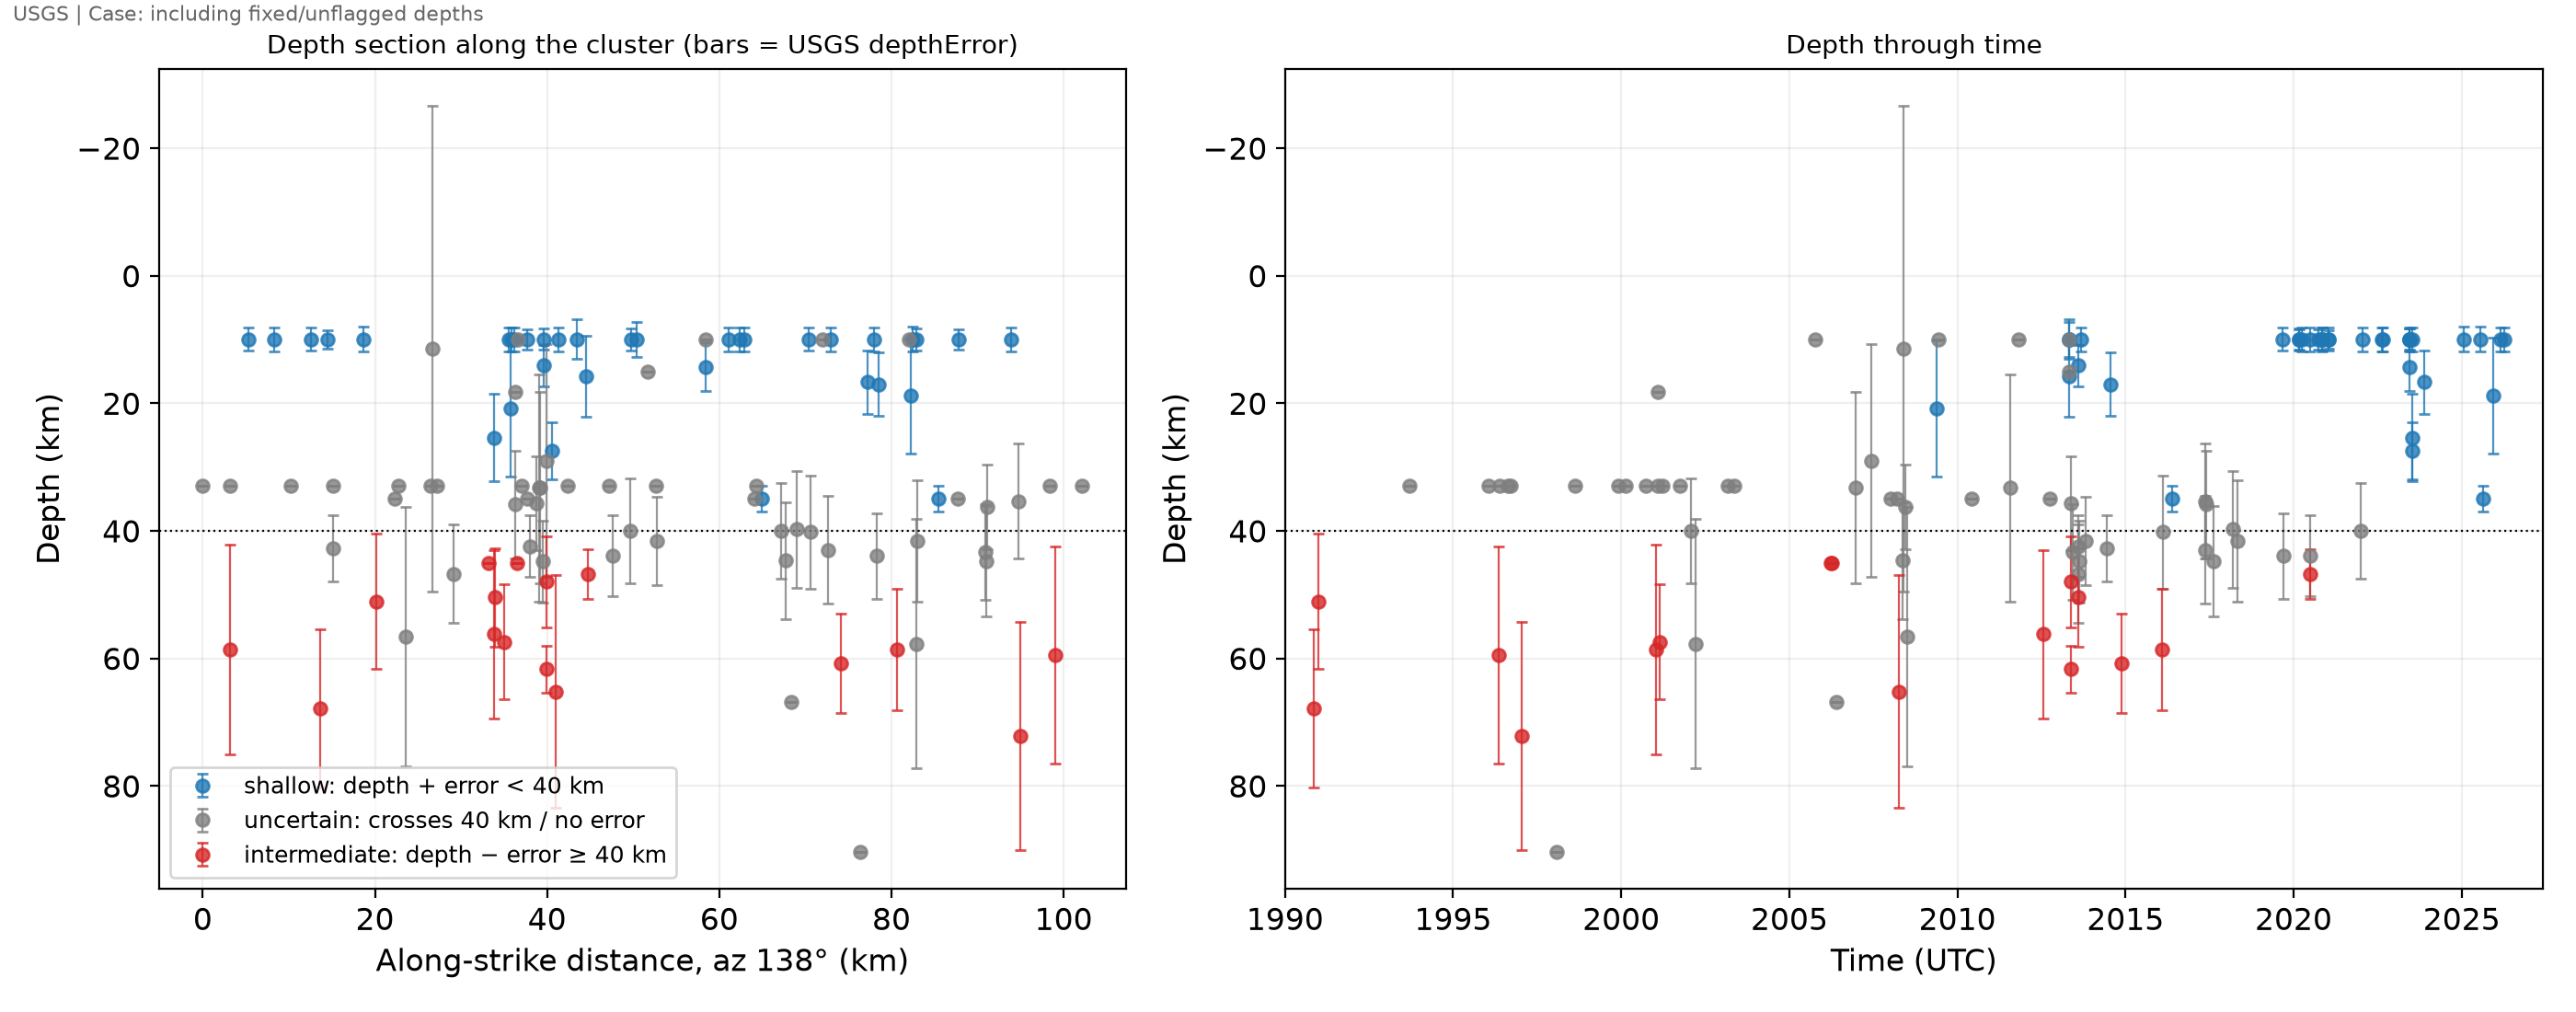 USGS | Case: including fixed/unflagged depths
Depth section along the cluster (bars = USGS depthError)
−20
0
20
40
60
80
Depth (km)
shallow: depth + error < 40 km
uncertain: crosses 40 km / no error
intermediate: depth − error ≥ 40 km
0 20 40 60 80 100
Along-strike distance, az 138° (km)
Depth through time
−20
0
20
40
60
80
Depth (km)
1990 1995 2000 2005 2010 2015 2020 2025
Time (UTC)